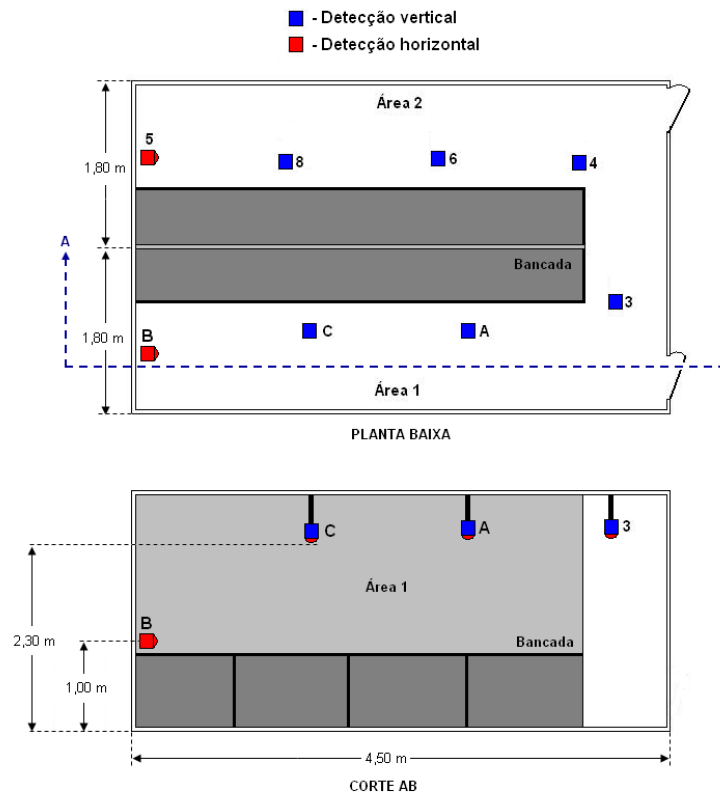 - Detecção vertical
- Detecção horizontal
Área 2
5
8
6
4
1,80 m
A
Bancada
3
1,80 m
B
C
A
Área 1
PLANTA BAIXA
C
A
3
2,30 m
Área 1
B
Bancada
1,00 m
4,50 m
CORTE AB